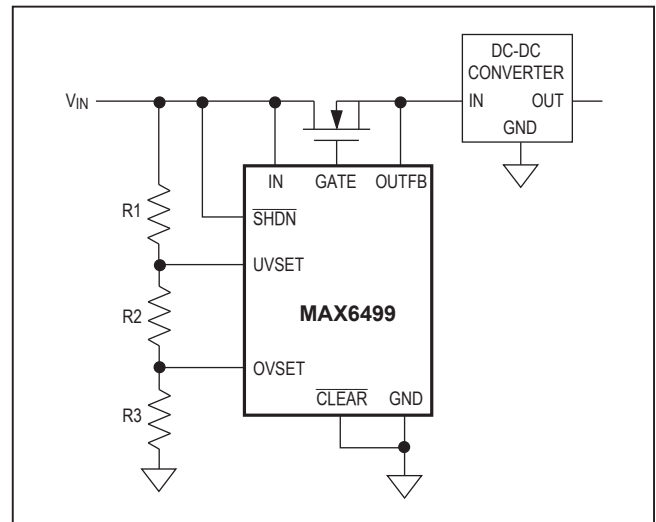 DC-DC
CONVERTER
IN OUT
GND
VIN
IN GATE OUTFB
SHDN
R1
UVSET
MAX6499
R2
OVSET
CLEAR GND
R3